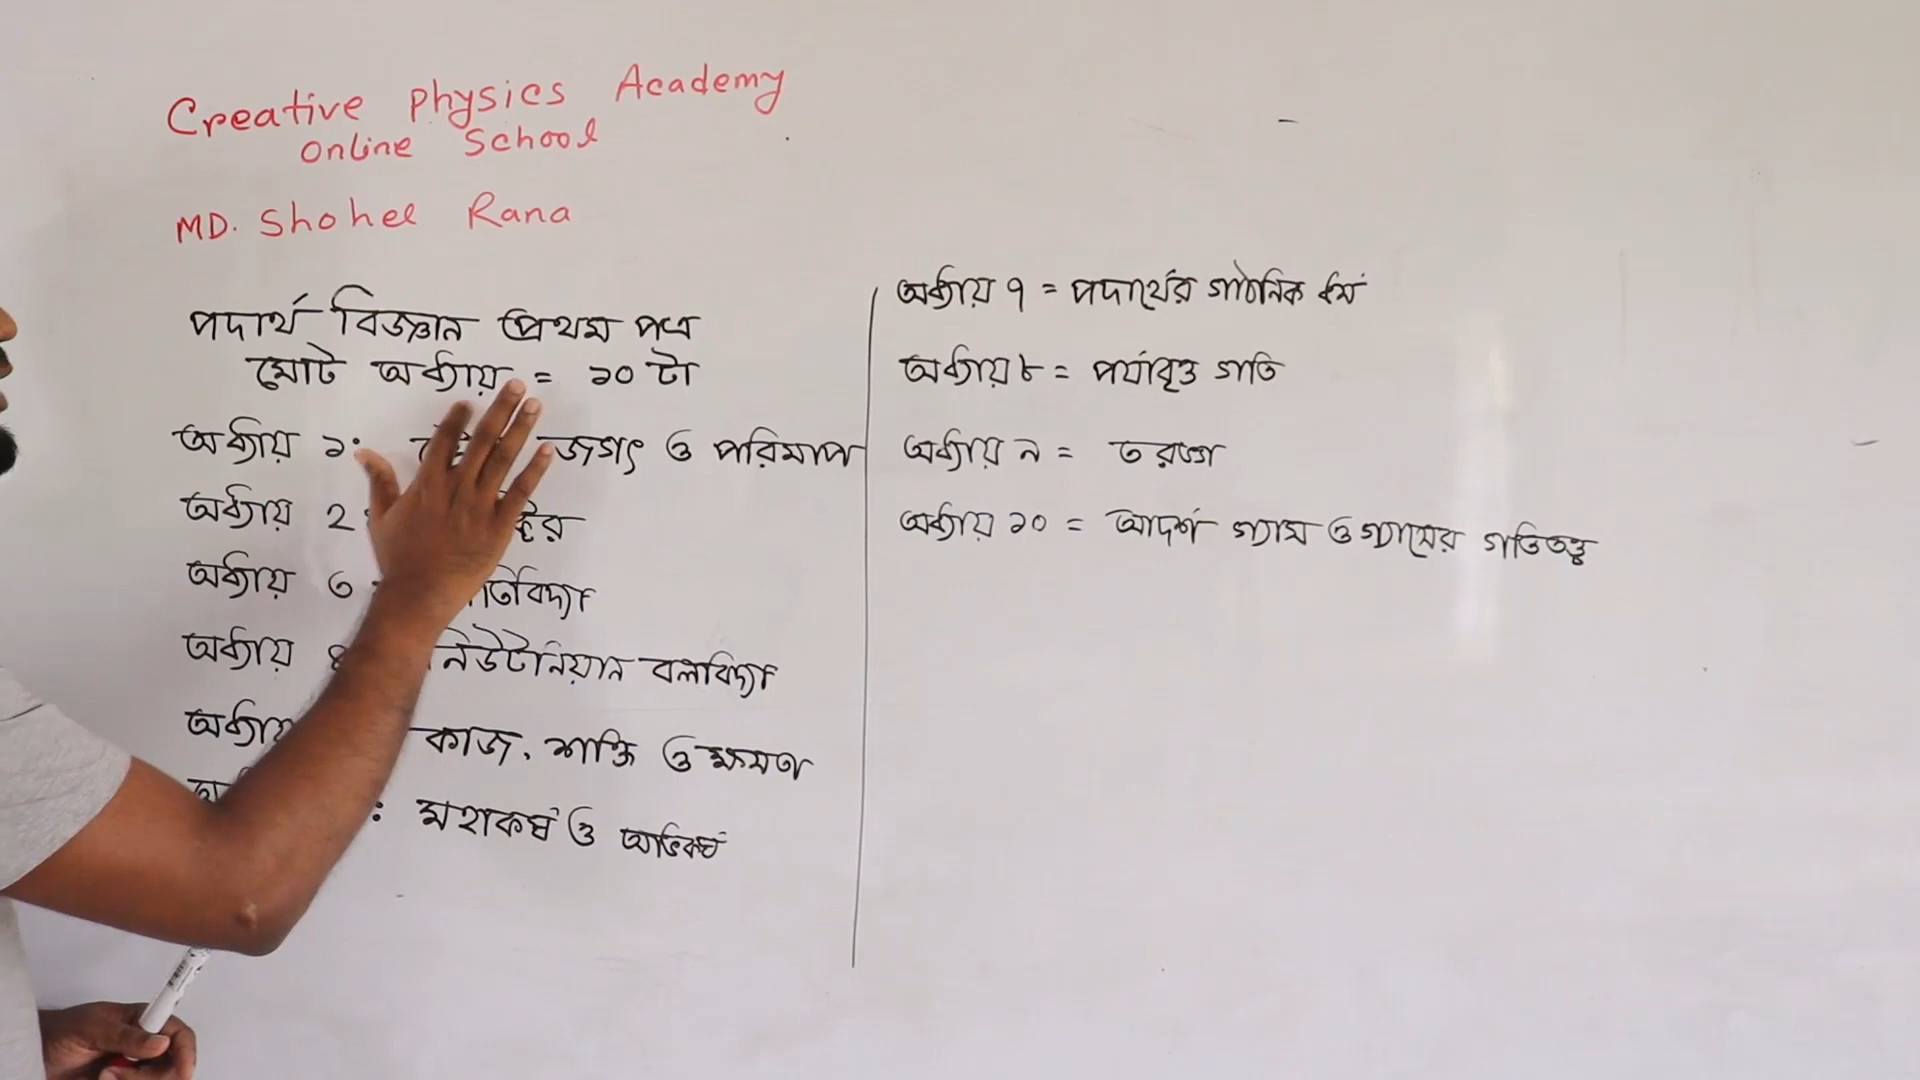 Creative Physics Academy
Online School
MD. Shohel Rana
পদার্থ বিজ্ঞান প্রথম পত্র
মোট অধ্যায় = ১০ টা
অধ্যায় ১: জগৎ ও পরিমাপ
অধ্যায় ২
অধ্যায় ৩
অধ্যায় নিউটনিয়ান বলবিদ্যা
অধ্যায় কাজ, শক্তি ও ক্ষমতা
: মহাকর্ষ ও অভিকর্ষ
অধ্যায় ৭ = পদার্থের গাঠনিক ধর্ম
অধ্যায় ৮ = পর্যাবৃত্ত গতি
অধ্যায় ৯ = তরঙ্গ
অধ্যায় ১০ = আদর্শ গ্যাস ও গ্যাসের গতিতত্ত্ব